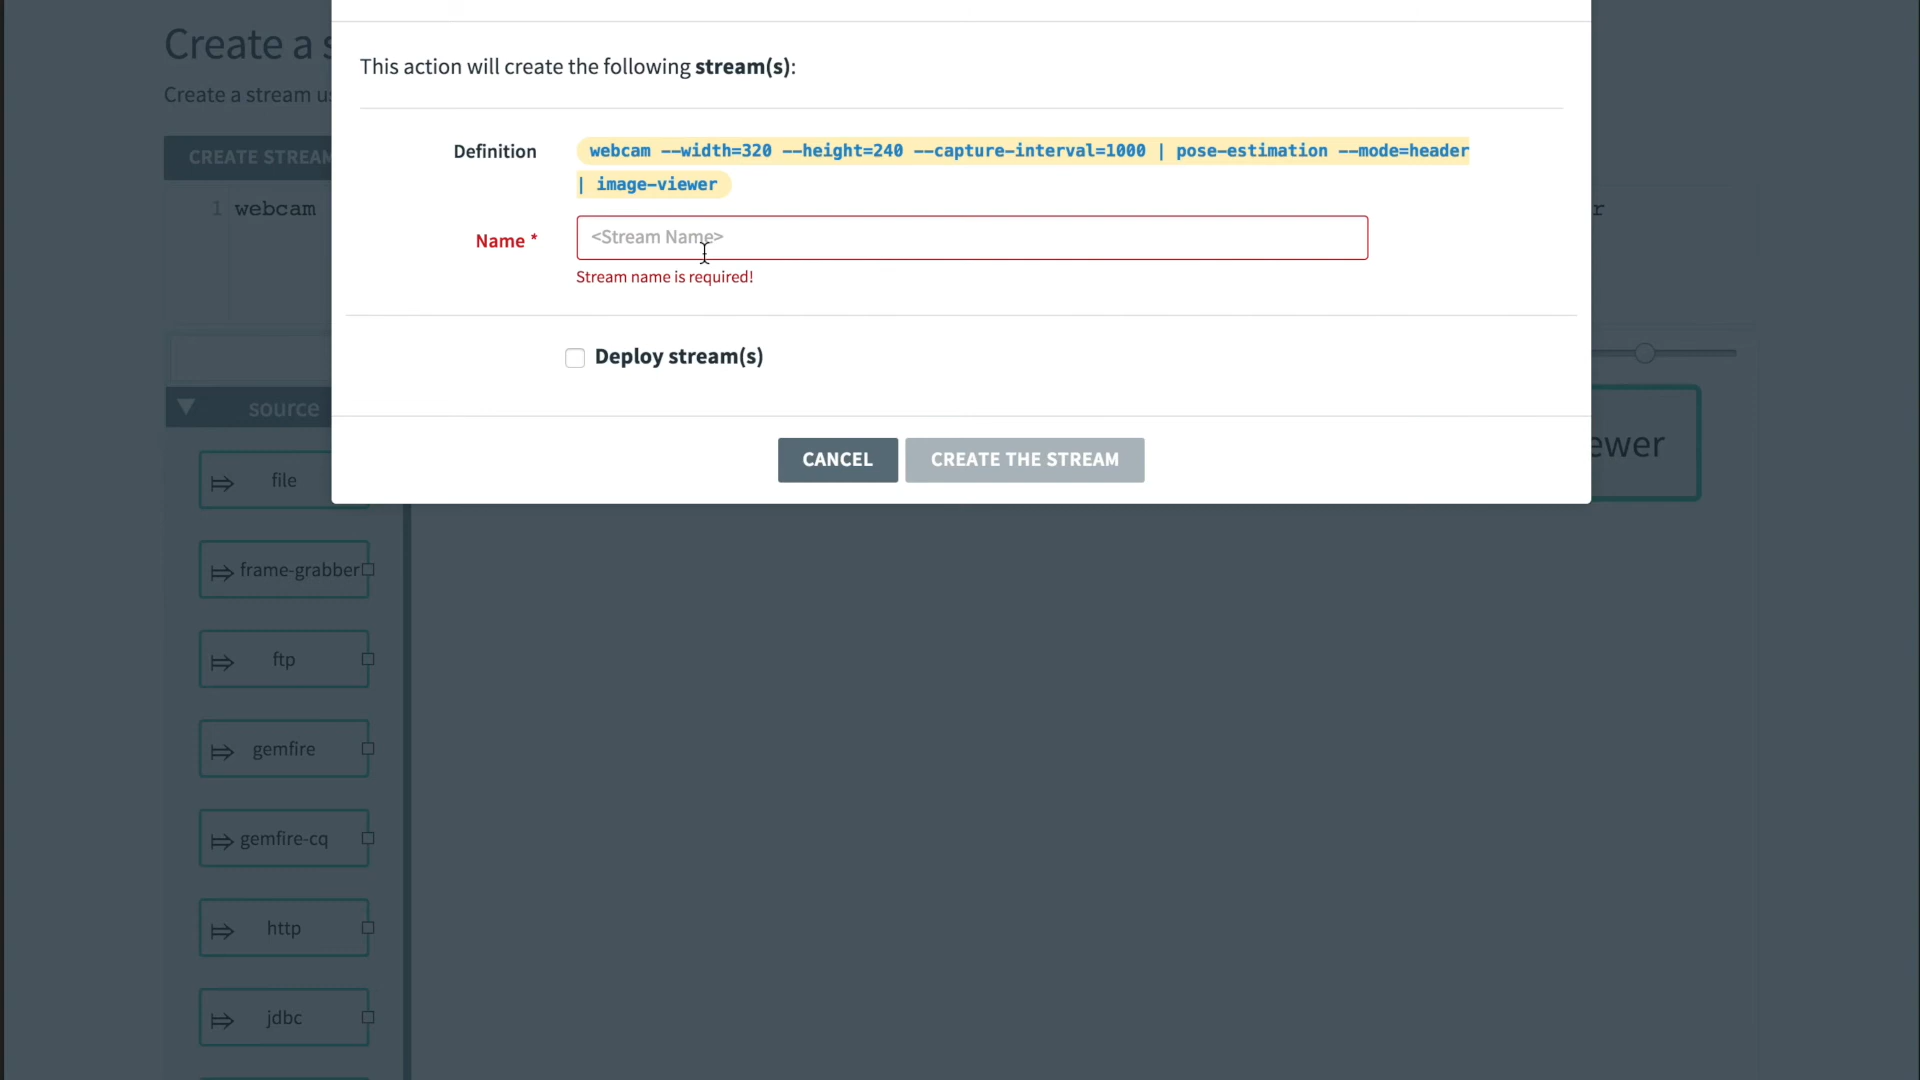 Create a s
Create a stream us
CREATE STREAM
1 webcam
r
This action will create the following stream(s):
Definition
webcam --width=320 --height=240 --capture-interval=1000 | pose-estimation --mode=header
| image-viewer
Name *
<Stream Name>
Stream name is required!
Deploy stream(s)
CANCEL
CREATE THE STREAM
source
ewer
file
frame-grabber
ftp
gemfire
gemfire-cq
http
jdbc